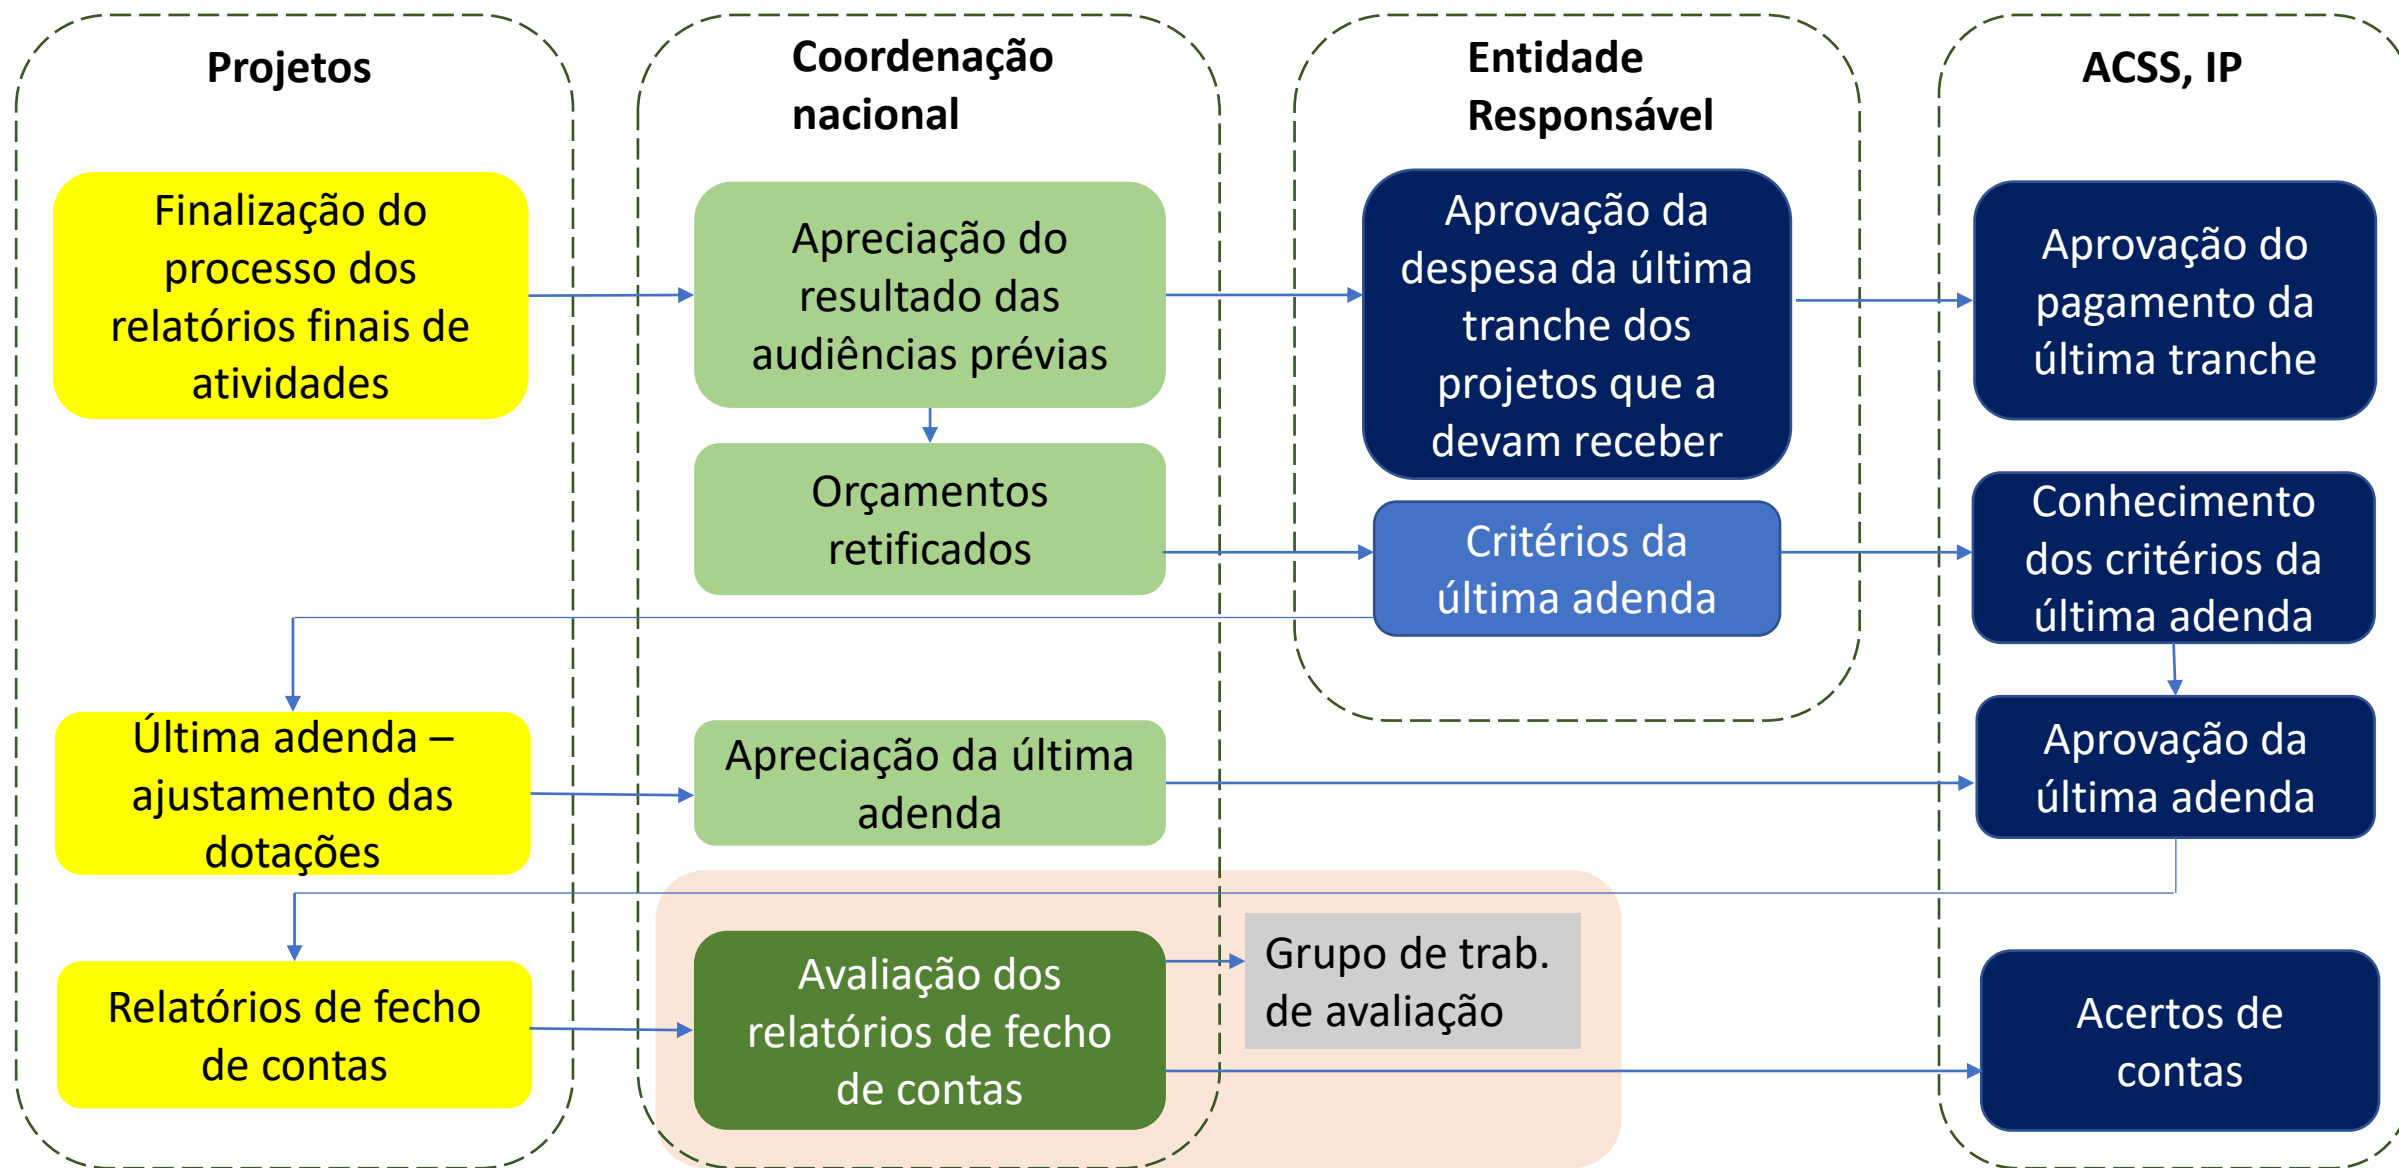 Projetos
Coordenação
nacional
Entidade
Responsável
ACSS, IP
Finalização do
processo dos
relatórios finais de
atividades
Apreciação do
resultado das
audiências prévias
Aprovação da
despesa da última
tranche dos
projetos que a
devam receber
Aprovação do
pagamento da
última tranche
Orçamentos
retificados
Critérios da
última adenda
Conhecimento
dos critérios da
última adenda
Última adenda –
ajustamento das
dotações
Apreciação da última
adenda
Aprovação da
última adenda
Relatórios de fecho
de contas
Avaliação dos
relatórios de fecho
de contas
Grupo de trab.
de avaliação
Acertos de
contas